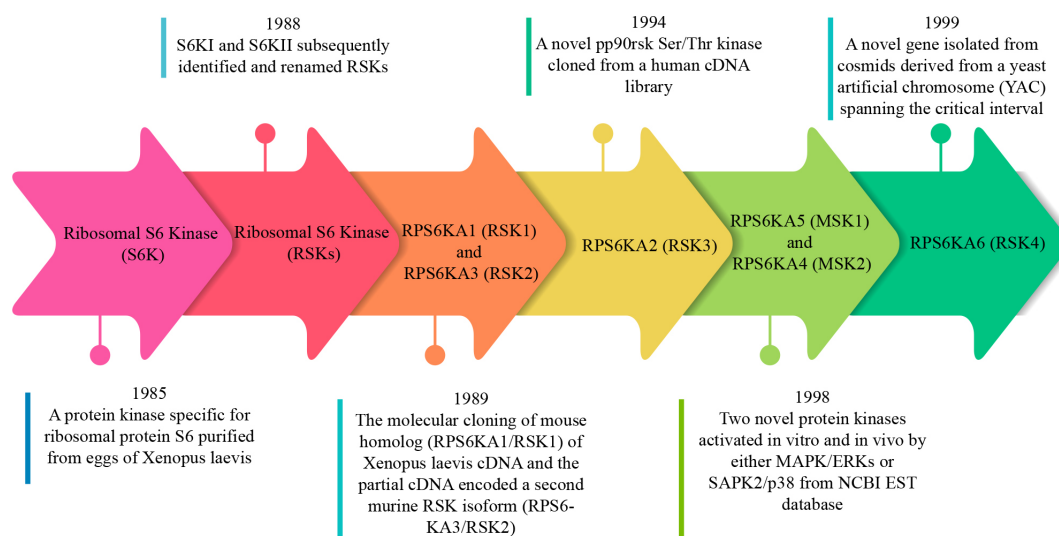 1988
S6KI and S6KII subsequently
identified and renamed RSKs
1994
A novel pp90rsk Ser/Thr kinase
cloned from a human cDNA
library
1999
A novel gene isolated from
cosmids derived from a yeast
artificial chromosome (YAC)
spanning the critical interval
Ribosomal S6 Kinase
(S6K)
Ribosomal S6 Kinase
(RSKs)
RPS6KA1 (RSK1)
and
RPS6KA3 (RSK2)
RPS6KA2 (RSK3)
RPS6KA5 (MSK1)
and
RPS6KA4 (MSK2)
RPS6KA6 (RSK4)
1985
A protein kinase specific for
ribosomal protein S6 purified
from eggs of Xenopus laevis
1989
The molecular cloning of mouse
homolog (RPS6KA1/RSK1) of
Xenopus laevis cDNA and the
partial cDNA encoded a second
murine RSK isoform (RPS6-
KA3/RSK2)
1998
Two novel protein kinases
activated in vitro and in vivo by
either MAPK/ERKs or
SAPK2/p38 from NCBI EST
database